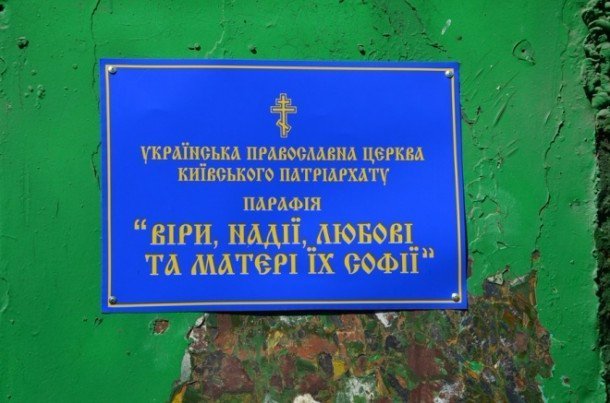 УКРАЇНСЬКА ПРАВОСЛАВНА ЦЕРКВА
КИЇВСЬКОГО ПАТРІАРХАТУ
ПАРАФІЯ
“ВІРИ, НАДІЇ, ЛЮБОВІ
ТА МАТЕРІ ЇХ СОФІЇ”